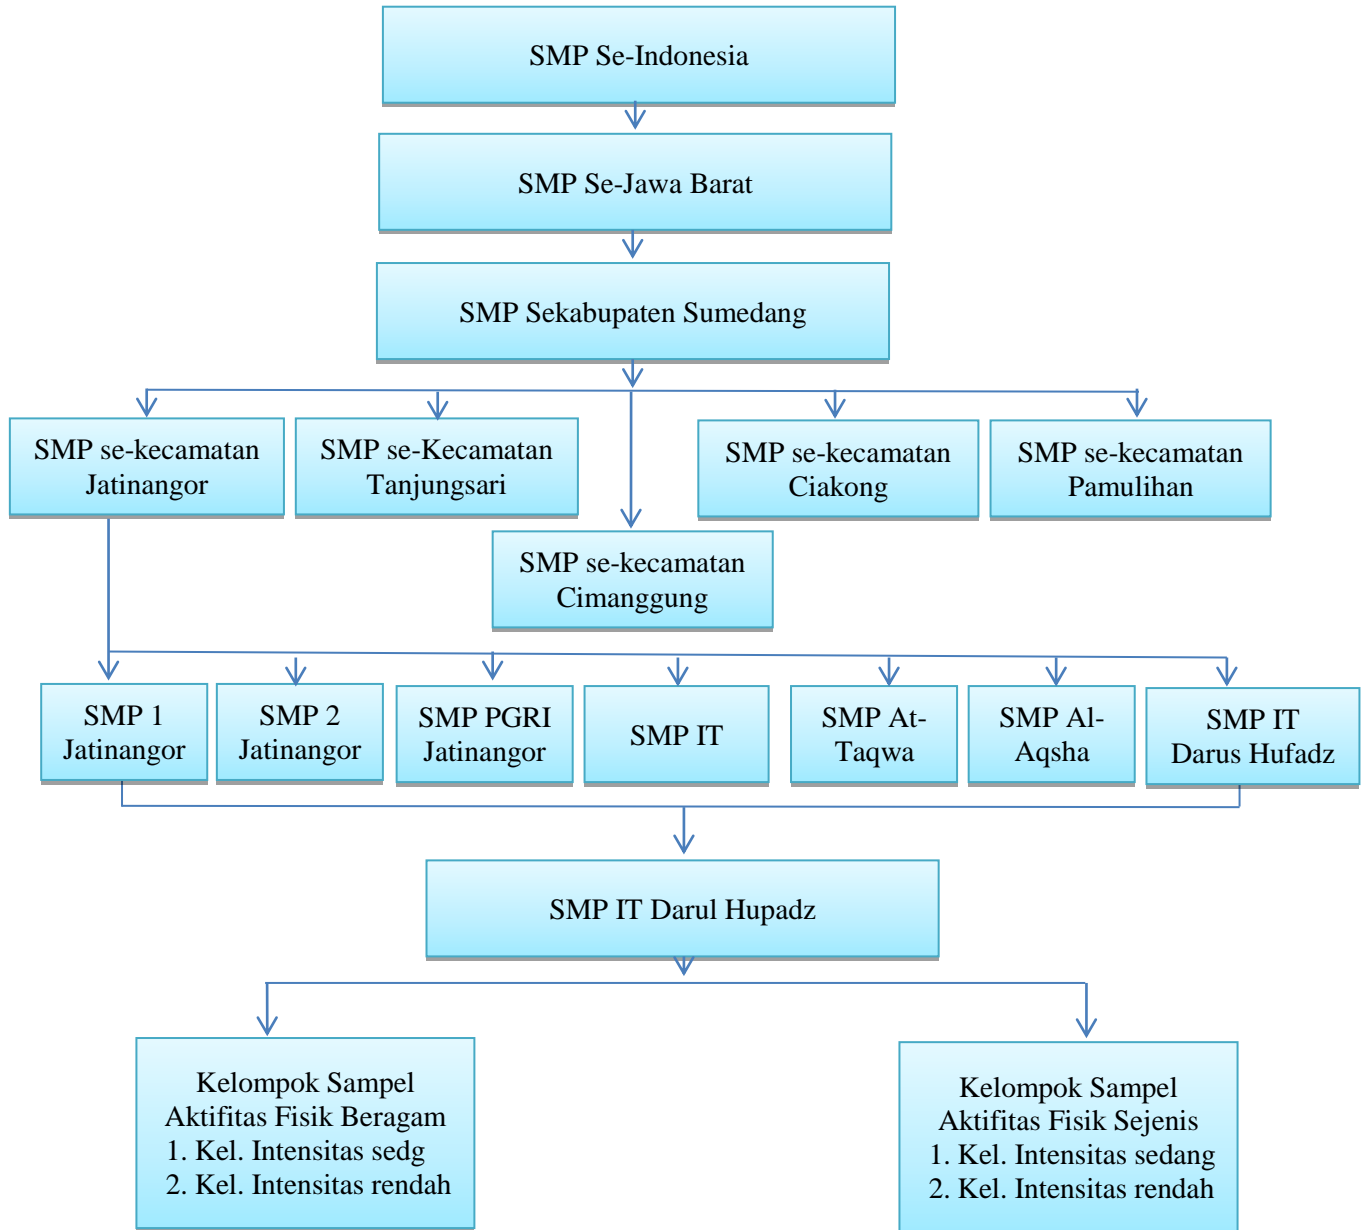 SMP Se-Indonesia
SMP Se-Jawa Barat
SMP Sekabupaten Sumedang
SMP se-kecamatan
Jatinangor
SMP se-Kecamatan
Tanjungsari
SMP se-kecamatan
Ciakong
SMP se-kecamatan
Pamulihan
SMP se-kecamatan
Cimanggung
SMP 1
Jatinangor
SMP 2
Jatinangor
SMP PGRI
Jatinangor
SMP IT
SMP At-
Taqwa
SMP Al-
Aqsha
SMP IT
Darus Hufadz
SMP IT Darul Hupadz
Kelompok Sampel
Aktifitas Fisik Beragam
1. Kel. Intensitas sedg
2. Kel. Intensitas rendah
Kelompok Sampel
Aktifitas Fisik Sejenis
1. Kel. Intensitas sedang
2. Kel. Intensitas rendah